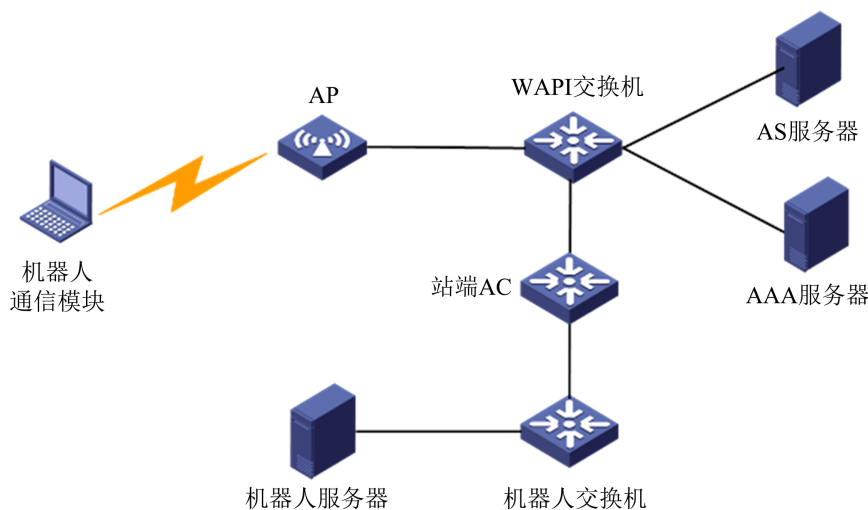 WAPI交换机
AP
AS服务器
机器人
通信模块
站端AC
AAA服务器
机器人服务器
机器人交换机